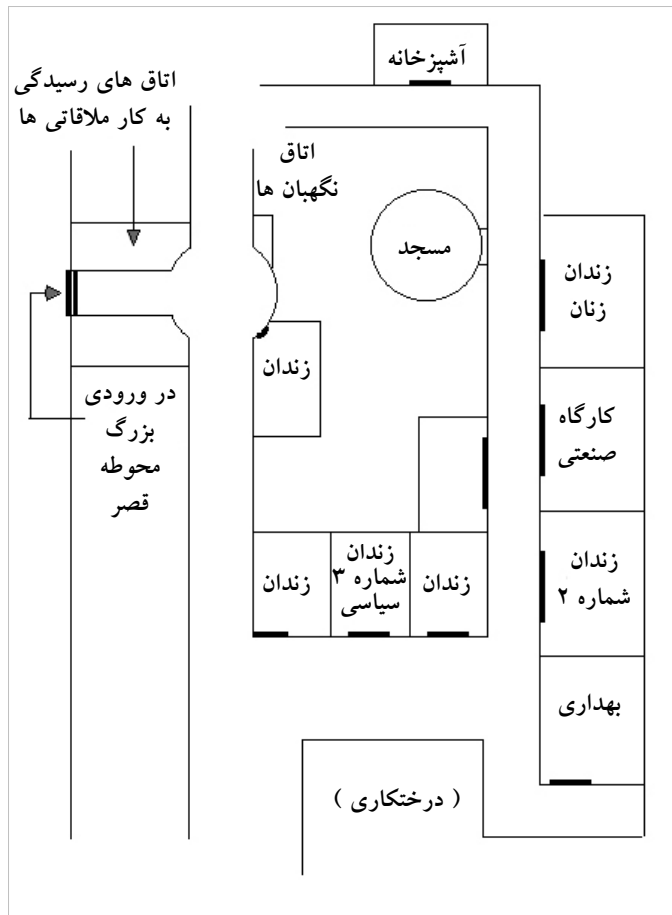 آشپزخانه
اتاق های رسیدگی
به کار ملاقاتی ها
اتاق
نگهبان ها
مسجد
زندان
زنان
زندان
در ورودی
بزرگ
محوطه
قصر
کارگاه
صنعتی
زندان
شماره ۲
زندان
شماره ۳
سیاسی
زندان
زندان
بهداری
( درختکاری )